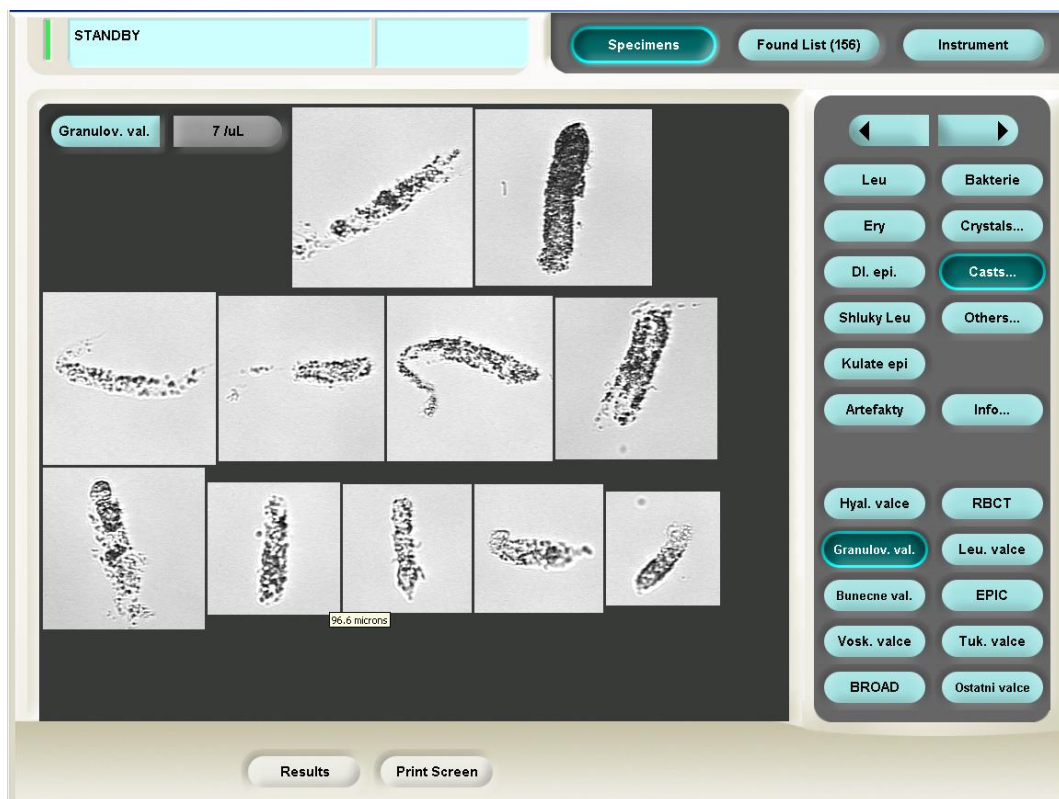 STANDBY
Specimens
Found List (156)
Instrument
Granulov. val.
7 /uL
Leu
Bakterie
Ery
Crystals...
Dl. epi.
Casts...
Shluky Leu
Others...
Kulate epi
Artefakty
Info...
Hyal. valce
RBCT
Granulov. val.
Leu. valce
Bunecne val.
EPIC
Vosk. valce
Tuk. valce
BROAD
Ostatni valce
96.6 microns
Results
Print Screen